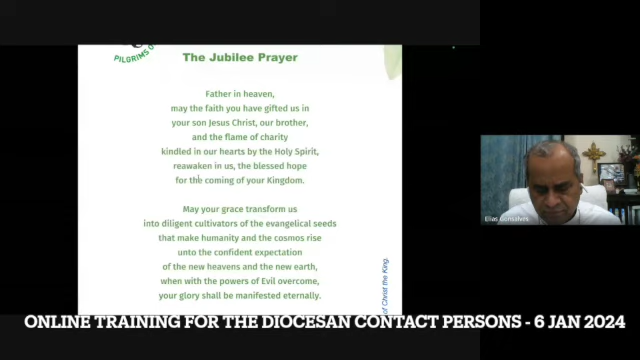 PILGRIMS O
The Jubilee Prayer
Father in heaven,
may the faith you have gifted us in
your son Jesus Christ, our brother,
and the flame of charity
kindled in our hearts by the Holy Spirit,
reawaken in us, the blessed hope
for the coming of your Kingdom.
May your grace transform us
into diligent cultivators of the evangelical seeds
that make humanity and the cosmos rise
unto the confident expectation
of the new heavens and the new earth,
when with the powers of Evil overcome,
your glory shall be manifested eternally.
of Christ the King.
Elias Gonsalves
ONLINE TRAINING FOR THE DIOCESAN CONTACT PERSONS - 6 JAN 2024